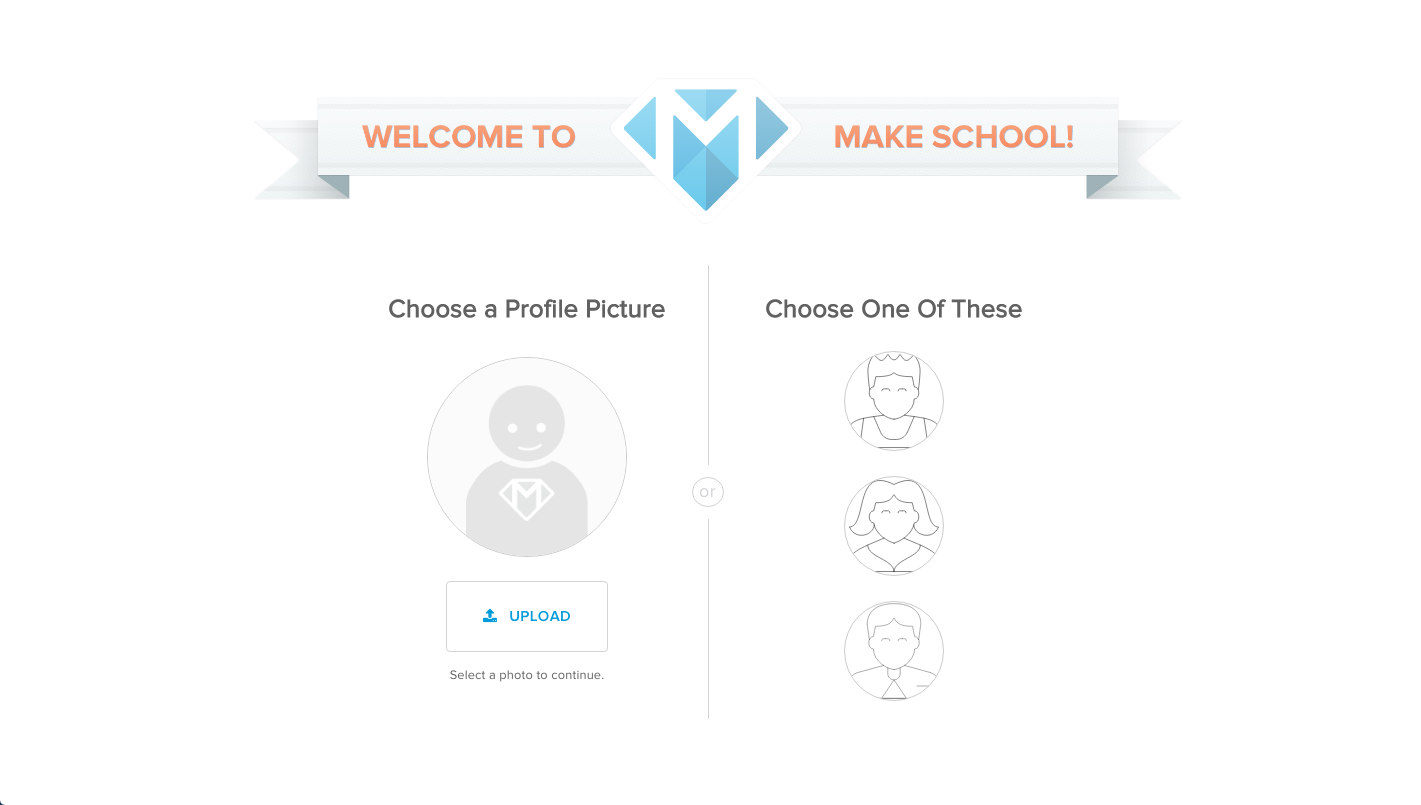 WELCOME TO MAKE SCHOOL!
Choose a Profile Picture
UPLOAD
Select a photo to continue.
or
Choose One Of These